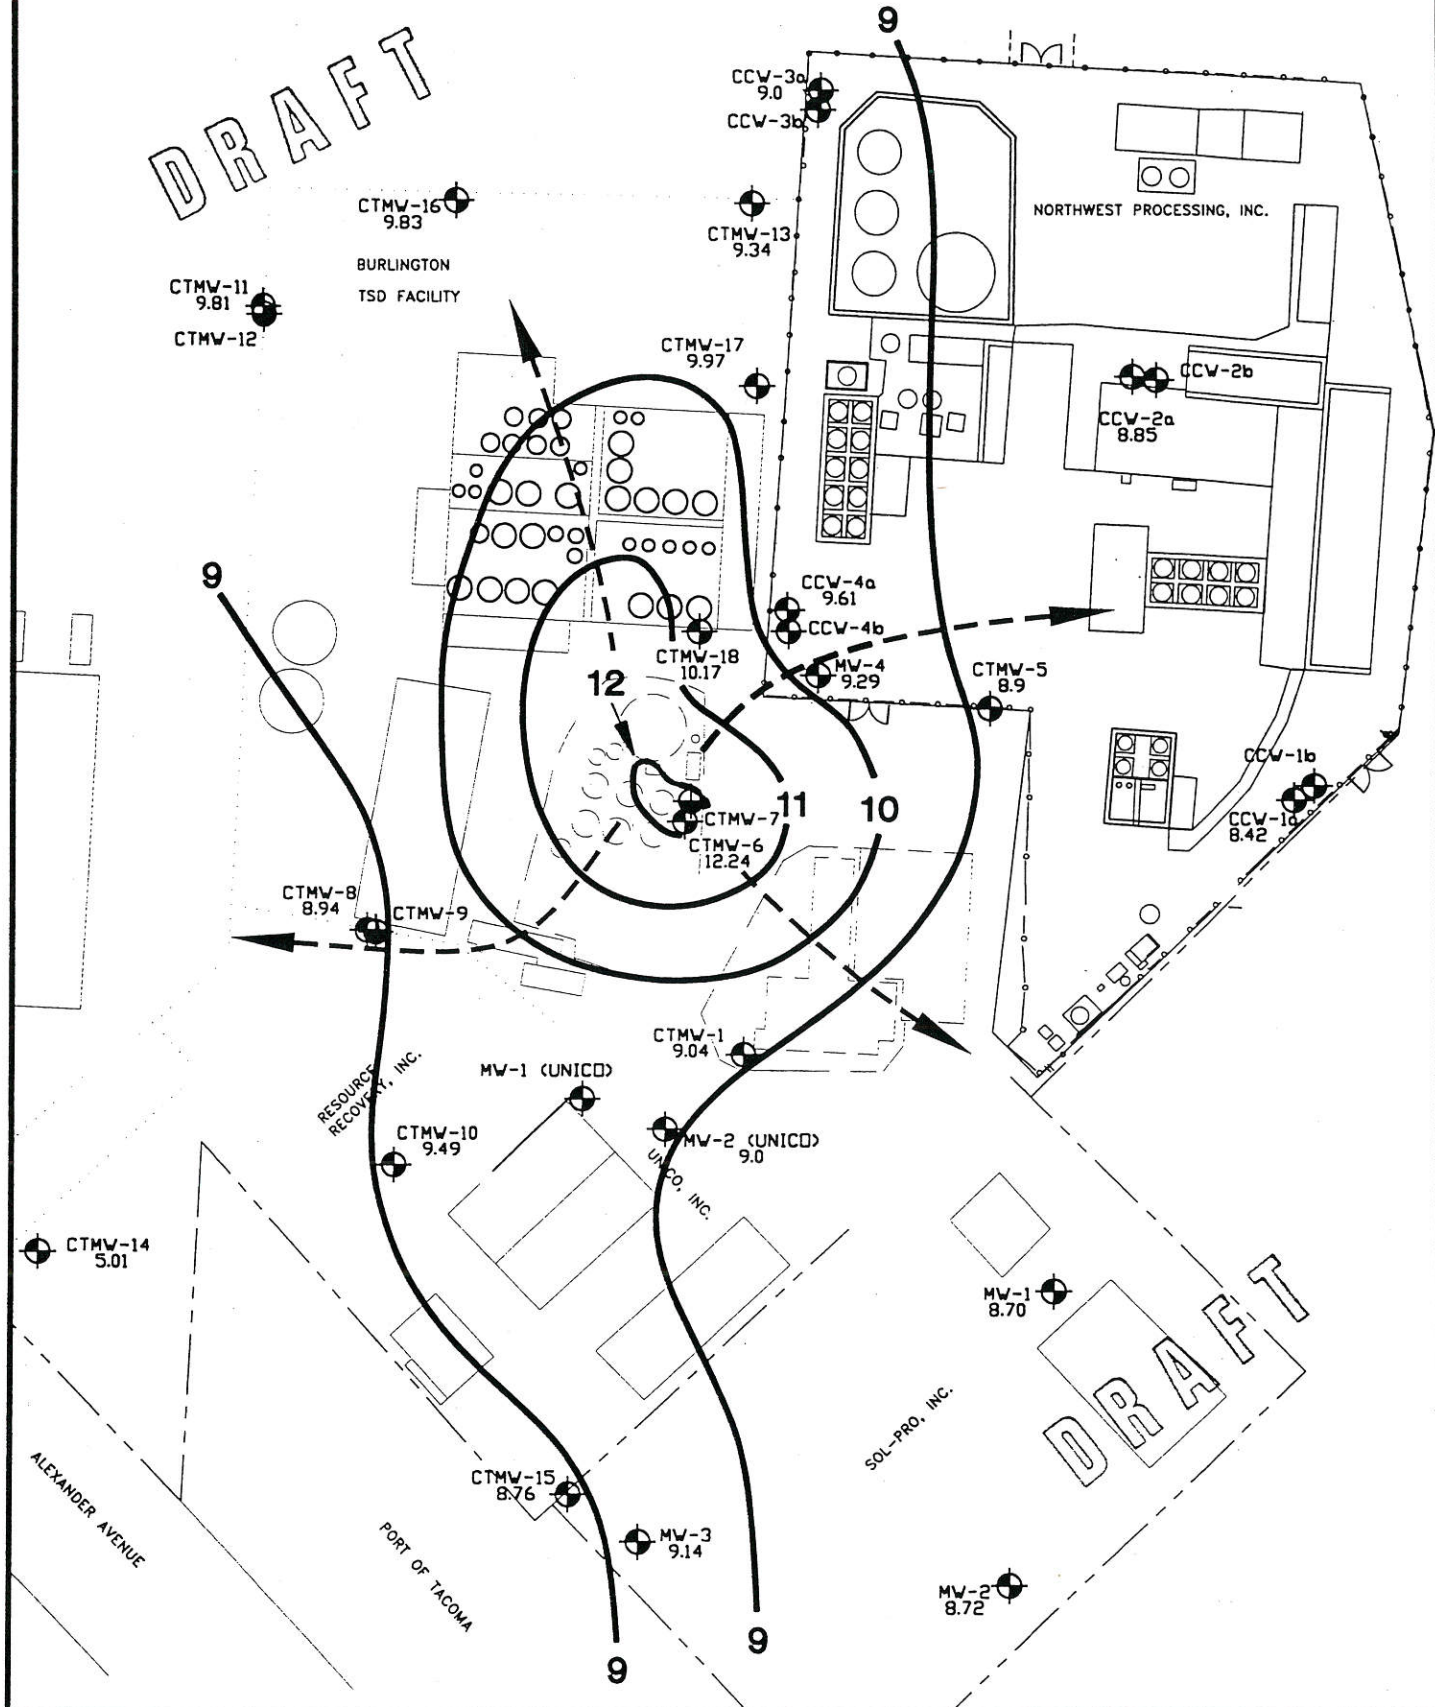 9
DRAFT
CCW-3a
9.0
CCW-3b
CTMW-16
9.83
CTMW-13
9.34
NORTHWEST PROCESSING, INC.
BURLINGTON
TSD FACILITY
CTMW-11
9.81
CTMW-12
CTMW-17
9.97
CCW-2b
CCW-2a
8.85
9
CCW-4a
9.61
CCW-4b
CTMW-18
10.17
MW-4
9.29
CTMW-5
8.9
12
CCW-1b
CCW-1a
8.42
11
10
CTMW-7
CTMW-6
12.24
CTMW-8
8.94
CTMW-9
CTMW-1
9.04
MW-1 (UNICO)
RESOURCE
RECOVERY, INC.
CTMW-10
9.49
MW-2 (UNICO)
9.0
UNICO, INC.
CTMW-14
5.01
MW-1
8.70
DRAFT
SOL-PRO, INC.
ALEXANDER AVENUE
CTMW-15
8.76
PORT OF TACOMA
MW-3
9.14
MW-2
8.72
9
9